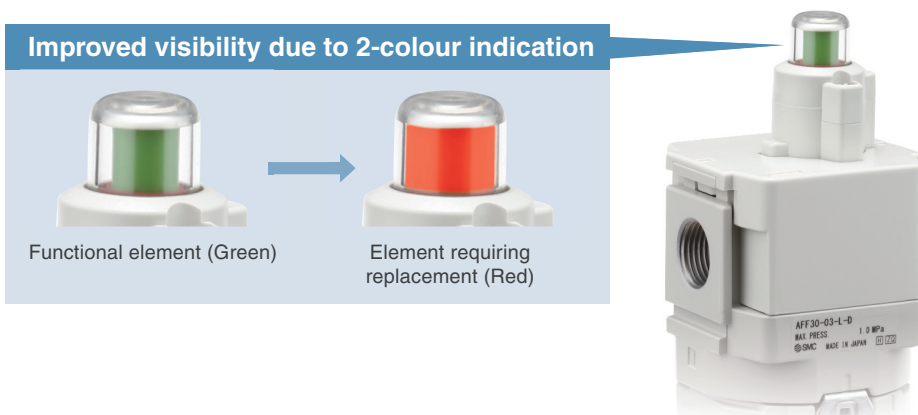 Improved visibility due to 2-colour indication
Functional element (Green)
Element requiring
replacement (Red)
AFF30-03-L-D
MAX PRESS 1.0 MPa
SMC MADE IN JAPAN